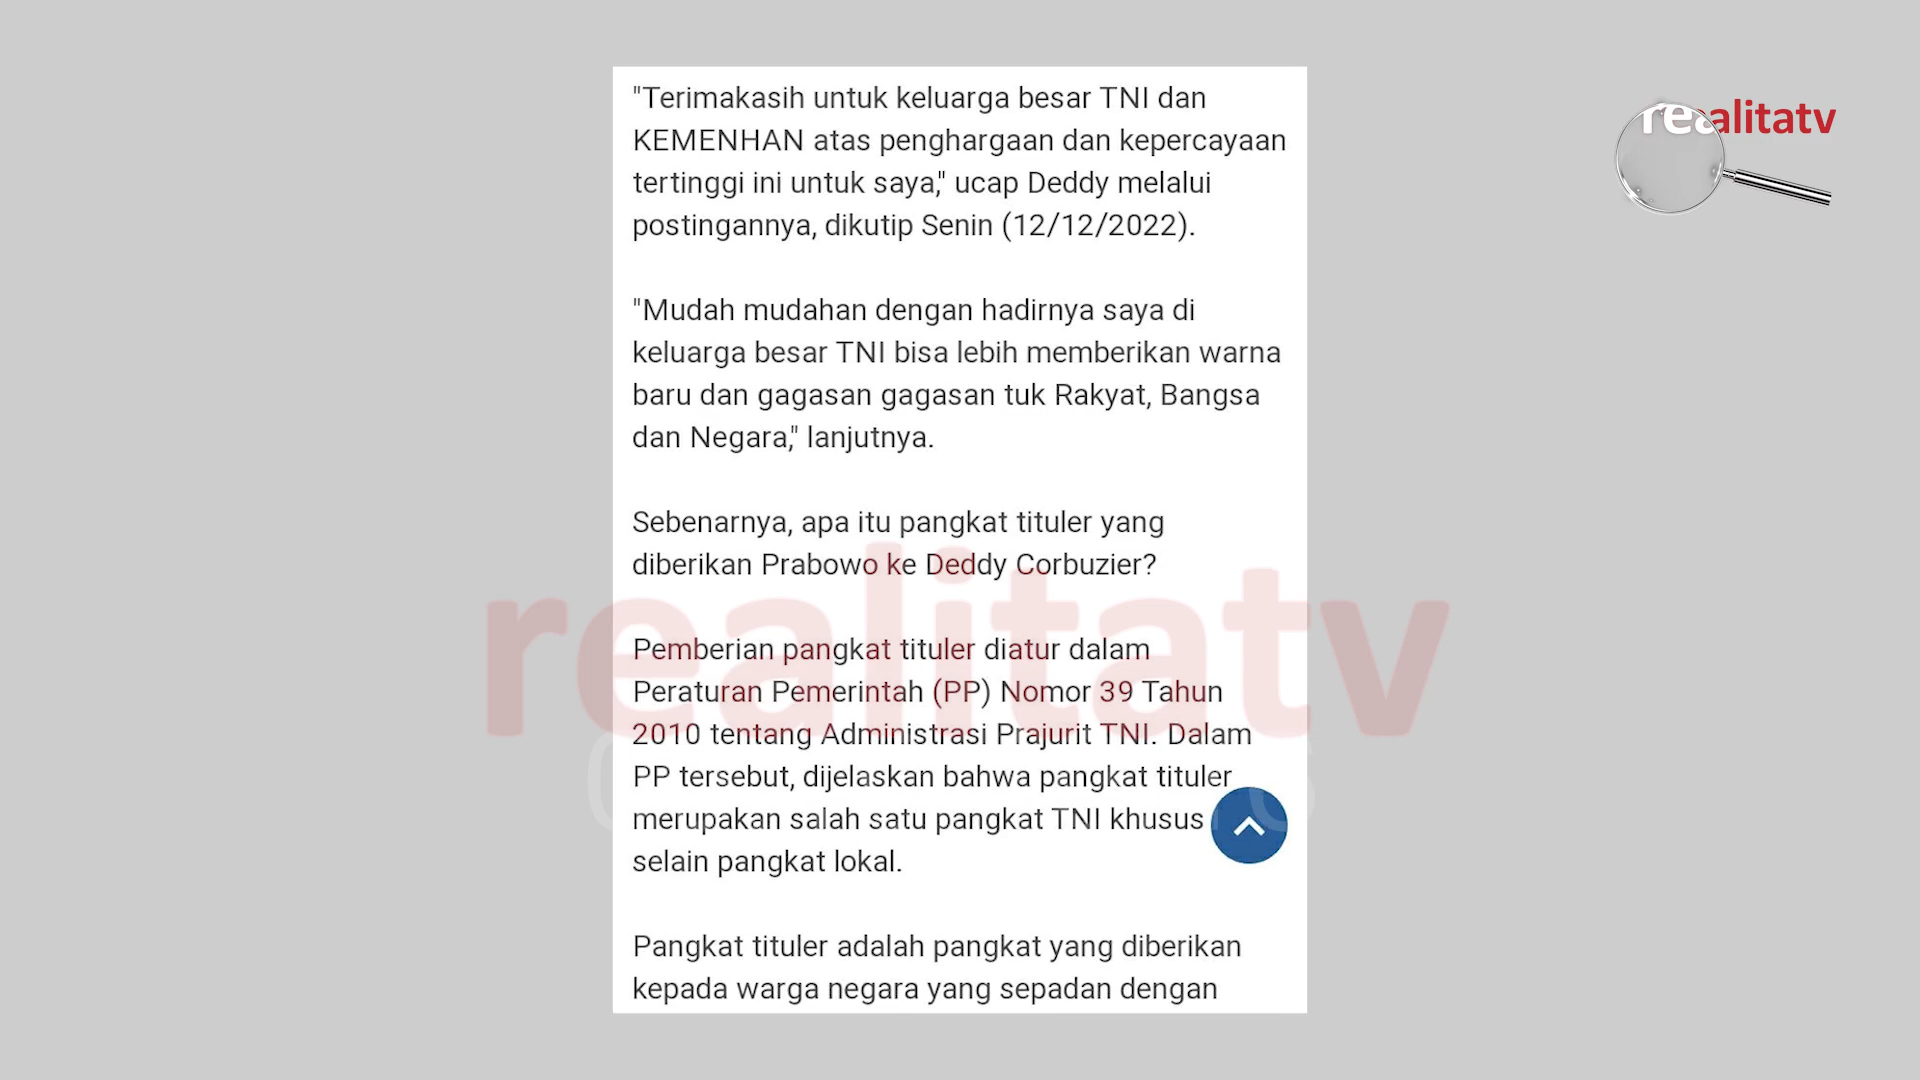 "Terimakasih untuk keluarga besar TNI dan
KEMENHAN atas penghargaan dan kepercayaan
tertinggi ini untuk saya," ucap Deddy melalui
postingannya, dikutip Senin (12/12/2022).
"Mudah mudahan dengan hadirnya saya di
keluarga besar TNI bisa lebih memberikan warna
baru dan gagasan gagasan tuk Rakyat, Bangsa
dan Negara," lanjutnya.
Sebenarnya, apa itu pangkat tituler yang
diberikan Prabowo ke Deddy Corbuzier?
Pemberian pangkat tituler diatur dalam
Peraturan Pemerintah (PP) Nomor 39 Tahun
2010 tentang Administrasi Prajurit TNI. Dalam
PP tersebut, dijelaskan bahwa pangkat tituler
merupakan salah satu pangkat TNI khusus
selain pangkat lokal.
Pangkat tituler adalah pangkat yang diberikan
kepada warga negara yang sepadan dengan
realitatv
realitatv